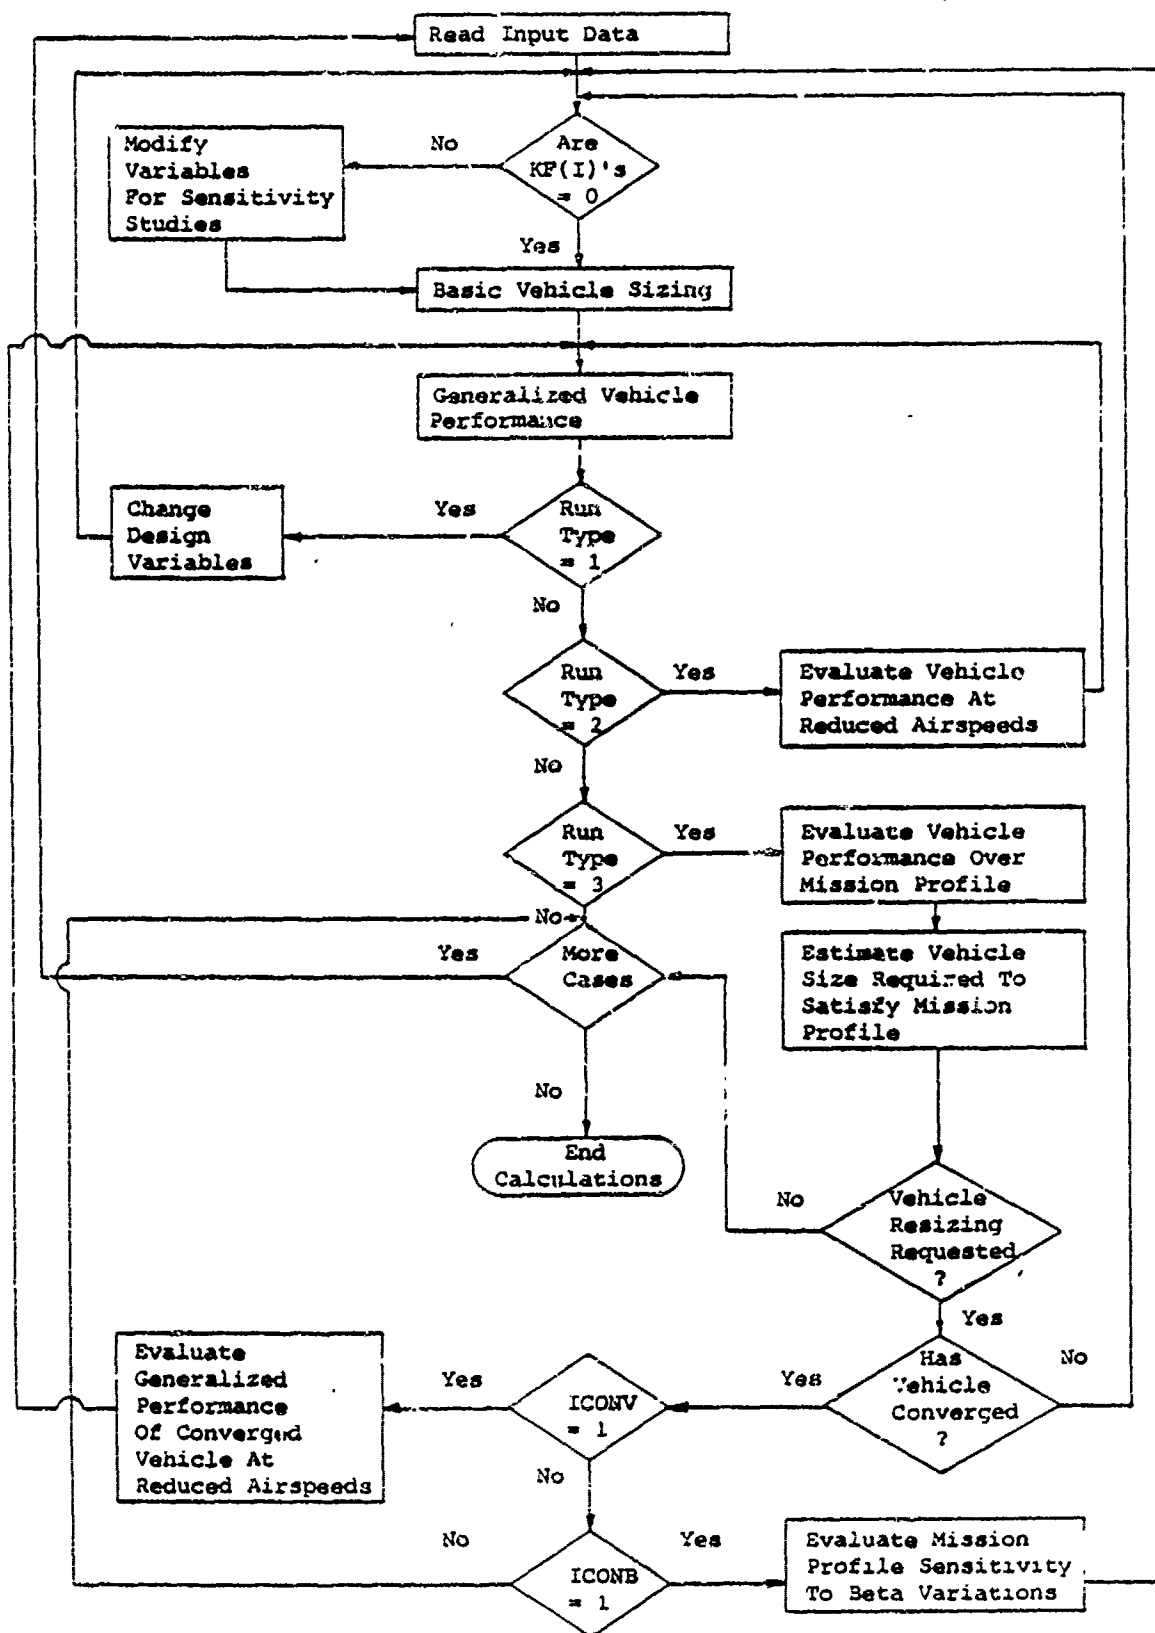 Read Input Data
Modify
Variables
For Sensitivity
Studies
No
Are
KF(I)'s
= 0
Yes
Basic Vehicle Sizing
Generalized Vehicle
Performance
Change
Design
Variables
Yes
Run
Type
= 1
No
Run
Type
= 2
Yes
Evaluate Vehicle
Performance At
Reduced Airspeeds
No
Run
Type
= 3
Yes
Evaluate Vehicle
Performance Over
Mission Profile
No
Yes
More
Cases
Estimate Vehicle
Size Required To
Satisfy Mission
Profile
No
End
Calculations
No
Vehicle
Resizing
Requested
?
Yes
Evaluate
Generalized
Performance
Of Converged
Vehicle At
Reduced Airspeeds
Yes
ICONV
= 1
Yes
Has
Vehicle
Converged
?
No
No
No
ICONB
= 1
Yes
Evaluate Mission
Profile Sensitivity
To Beta Variations